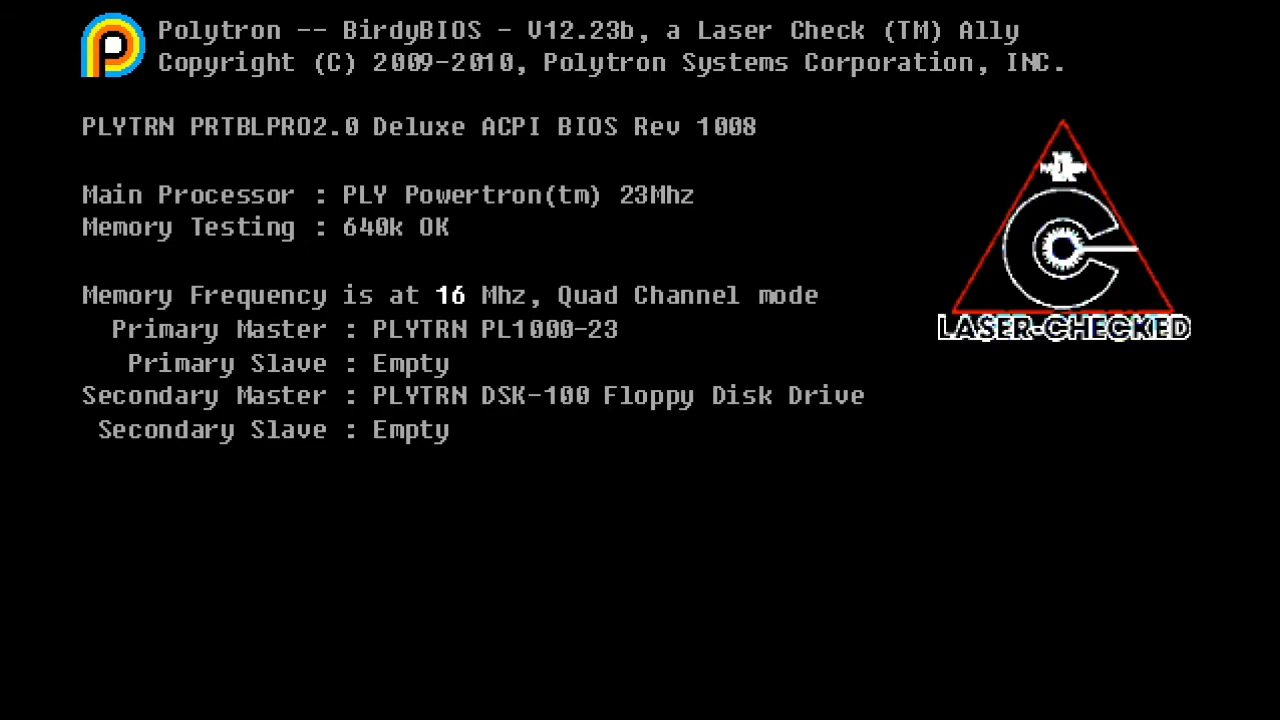 Polytron -- BirdyBIOS - V12.23b, a Laser Check (TM) Ally
Copyright (C) 2009-2010, Polytron Systems Corporation, INC.
PLYTRN PRTBLPRO2.0 Deluxe ACPI BIOS Rev 1008
Main Processor : PLY Powertron(tm) 23Mhz
Memory Testing : 640k OK
Memory Frequency is at 16 Mhz, Quad Channel mode
Primary Master : PLYTRN PL1000-23
Primary Slave : Empty
Secondary Master : PLYTRN DSK-100 Floppy Disk Drive
Secondary Slave : Empty
LASER-CHECKED